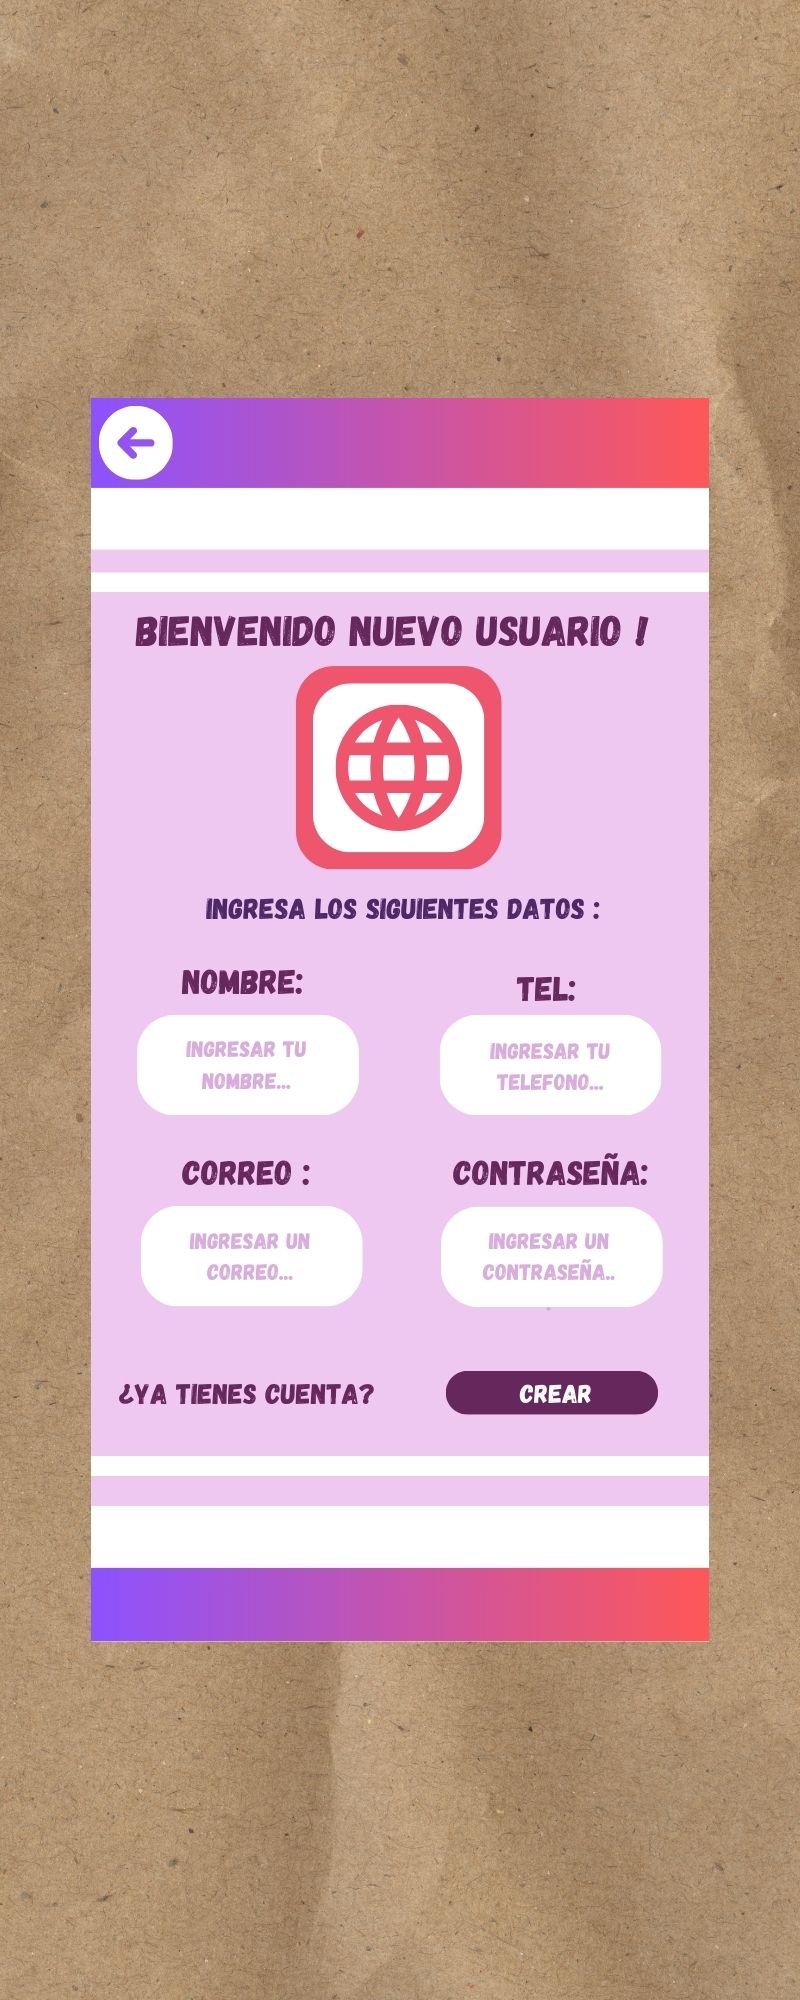 BIENVENIDO NUEVO USUARIO !
INGRESA LOS SIGUIENTES DATOS :
NOMBRE:
INGRESAR TU
NOMBRE...
TEL:
INGRESAR TU
TELEFONO...
CORREO :
INGRESAR UN
CORREO...
CONTRASEÑA:
INGRESAR UN
CONTRASEÑA..
¿YA TIENES CUENTA?
CREAR